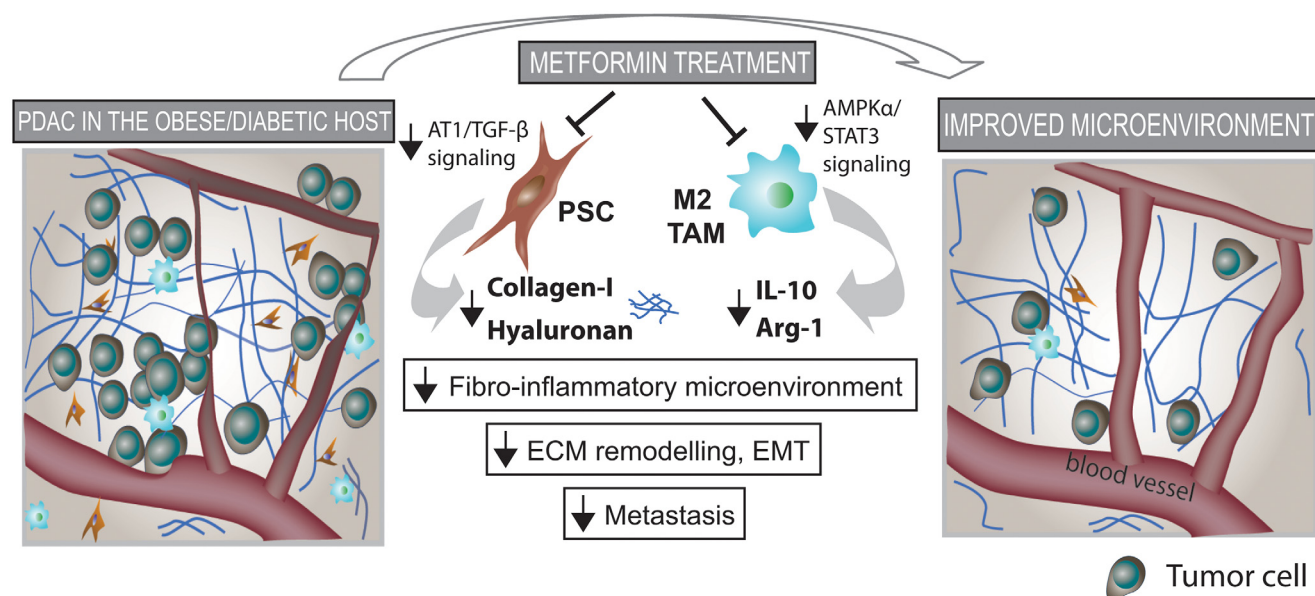 METFORMIN TREATMENT
PDAC IN THE OBESE/DIABETIC HOST
AT1/TGF-β
signaling
AMPKα/
STAT3
signaling
IMPROVED MICROENVIRONMENT
PSC
M2
TAM
Collagen-I
Hyaluronan
IL-10
Arg-1
Fibro-inflammatory microenvironment
ECM remodelling, EMT
Metastasis
blood vessel
Tumor cell